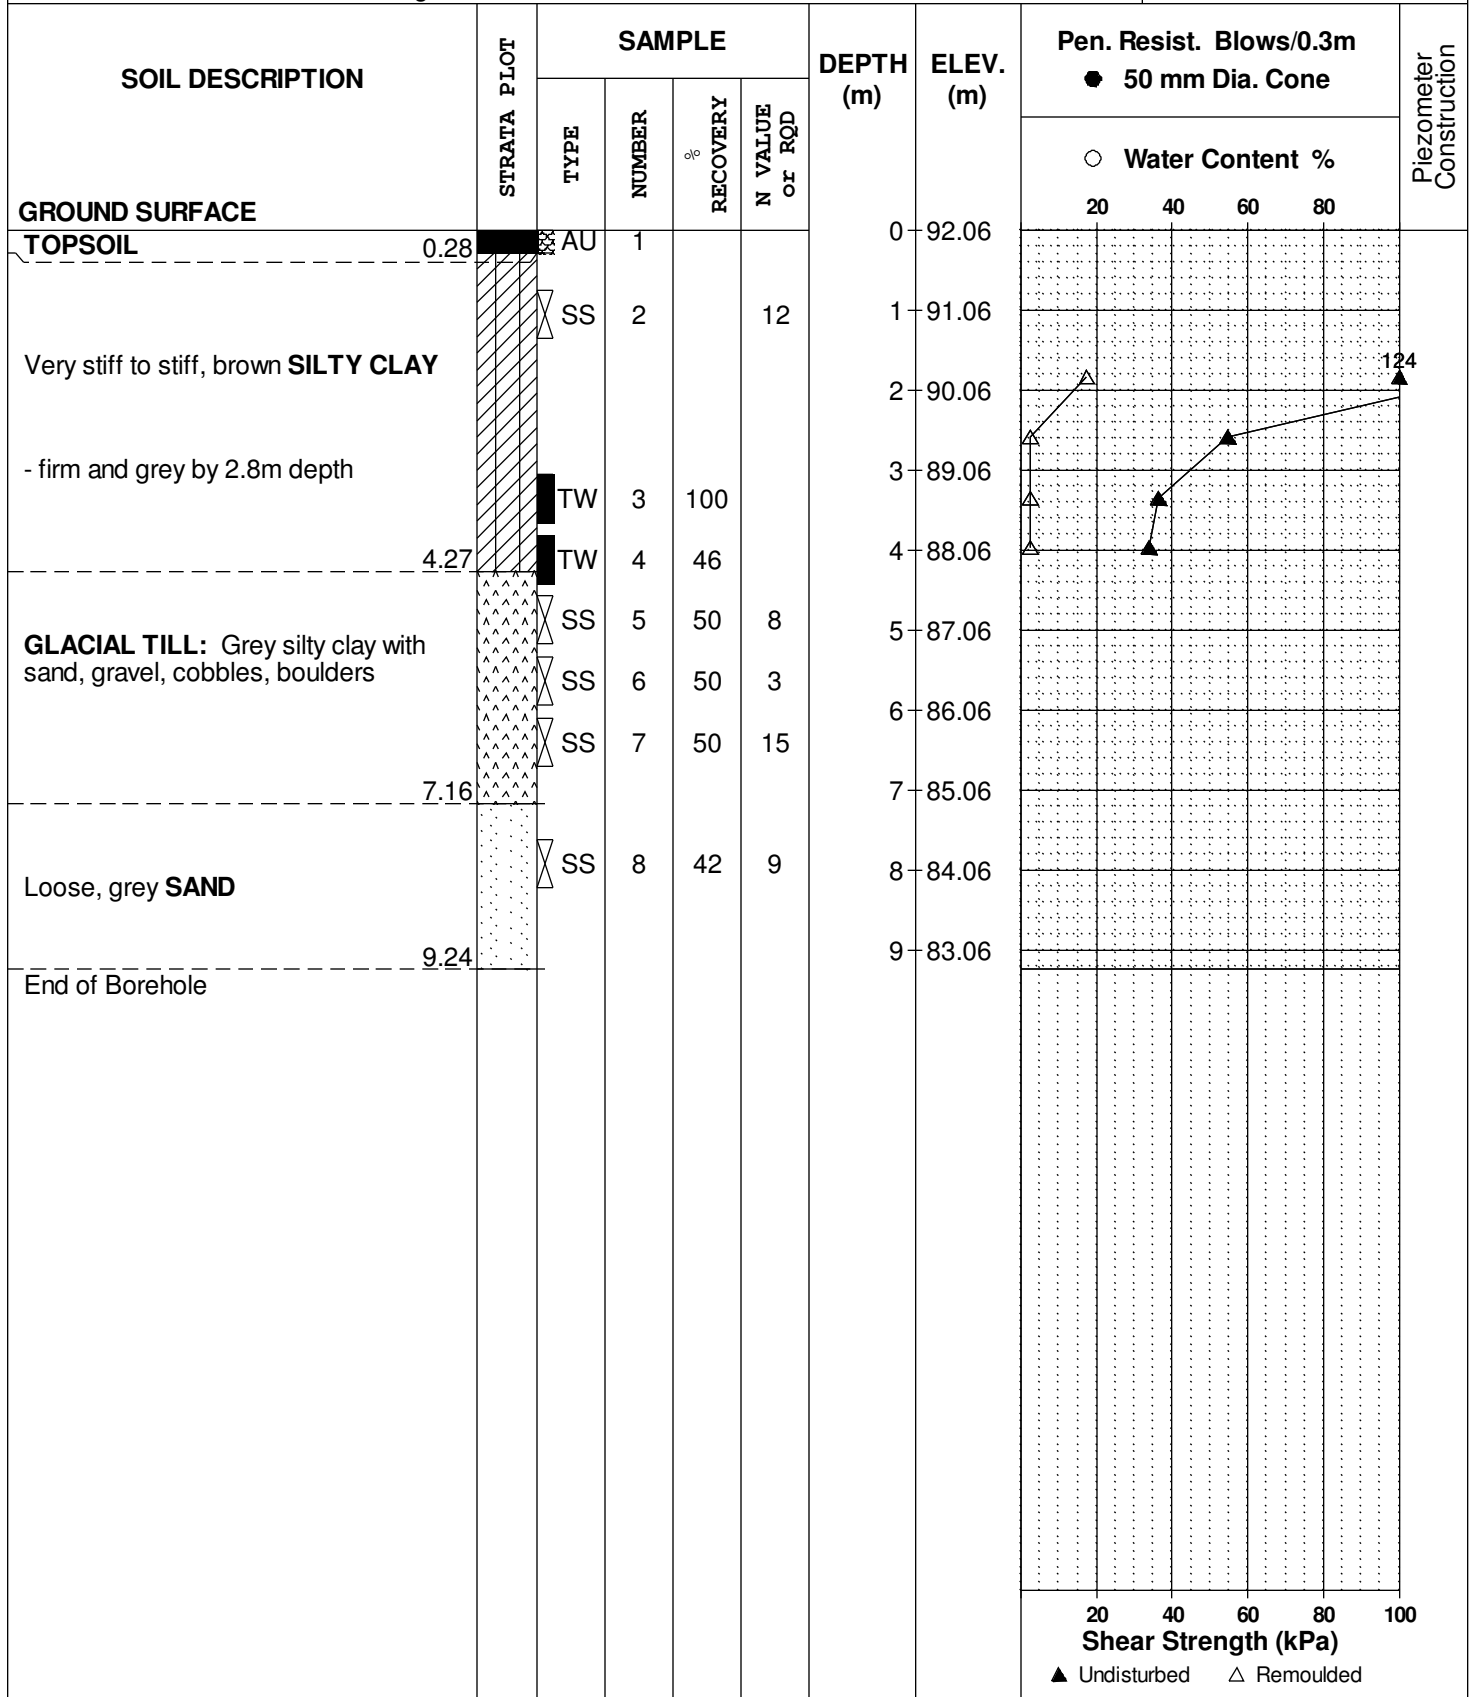 SOIL DESCRIPTION
GROUND SURFACE
STRATA PLOT
SAMPLE
TYPE
NUMBER
% RECOVERY
N VALUE or RQD
DEPTH (m)
ELEV. (m)
Pen. Resist. Blows/0.3m
● 50 mm Dia. Cone
○ Water Content %
20 40 60 80
Piezometer Construction
TOPSOIL 0.28
AU 1
0 92.06
SS 2 12
1 91.06
Very stiff to stiff, brown SILTY CLAY
124
2 90.06
- firm and grey by 2.8m depth
3 89.06
TW 3 100
4.27
TW 4 46
4 88.06
GLACIAL TILL: Grey silty clay with
sand, gravel, cobbles, boulders
SS 5 50 8
5 87.06
SS 6 50 3
6 86.06
SS 7 50 15
7.16
7 85.06
Loose, grey SAND
SS 8 42 9
8 84.06
9.24
9 83.06
End of Borehole
20 40 60 80 100
Shear Strength (kPa)
▲ Undisturbed △ Remoulded